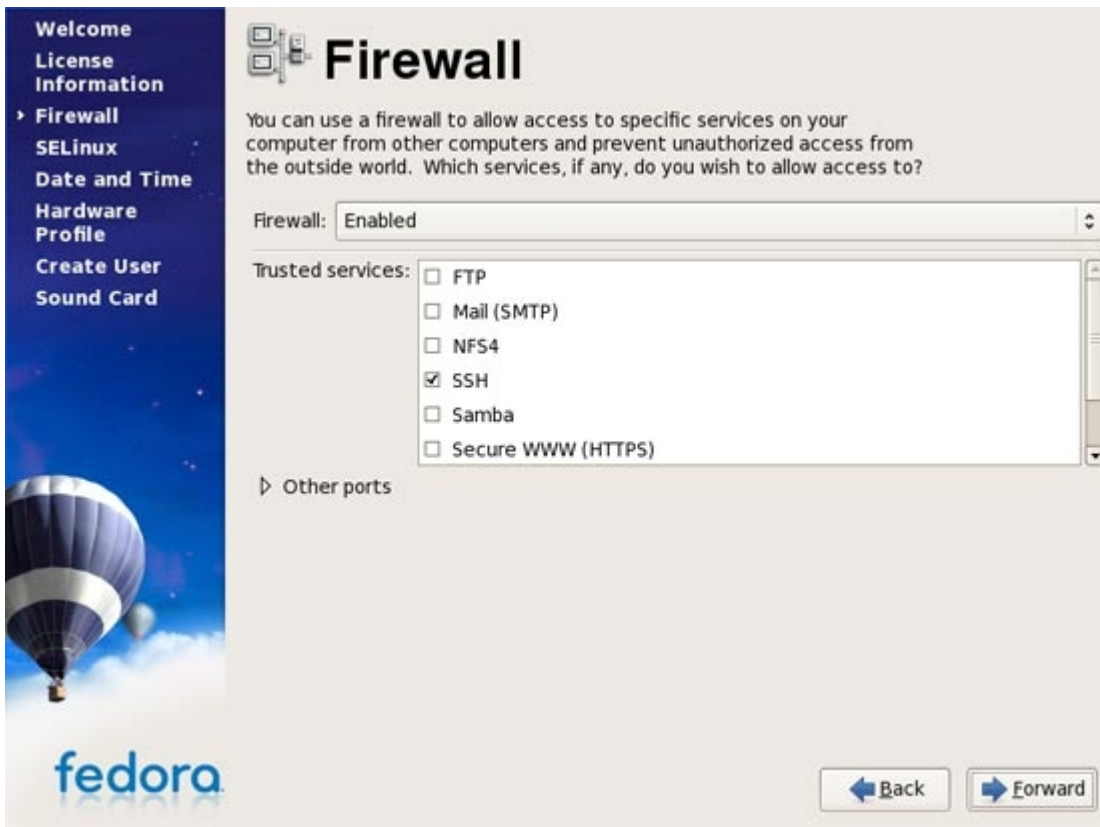 Welcome
License
Information
Firewall
SELinux
Date and Time
Hardware
Profile
Create User
Sound Card
fedora
Firewall
You can use a firewall to allow access to specific services on your
computer from other computers and prevent unauthorized access from
the outside world.  Which services, if any, do you wish to allow access to?
Firewall: Enabled
Trusted services:
FTP
Mail (SMTP)
NFS4
SSH
Samba
Secure WWW (HTTPS)
Other ports
Back
Forward